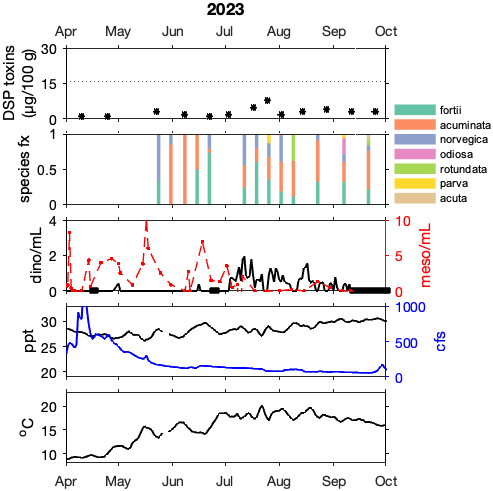 2023
Apr May Jun Jul Aug Sep Oct
DSP toxins
(µg/100 g)
30
15
0
species fx
1
0.5
0
fortii
acuminata
norvegica
odiosa
rotundata
parva
acuta
dino/mL
4
2
0
10
5
0
meso/mL
ppt
30
25
20
1000
500
0
cfs
°C
20
15
10
Apr May Jun Jul Aug Sep Oct